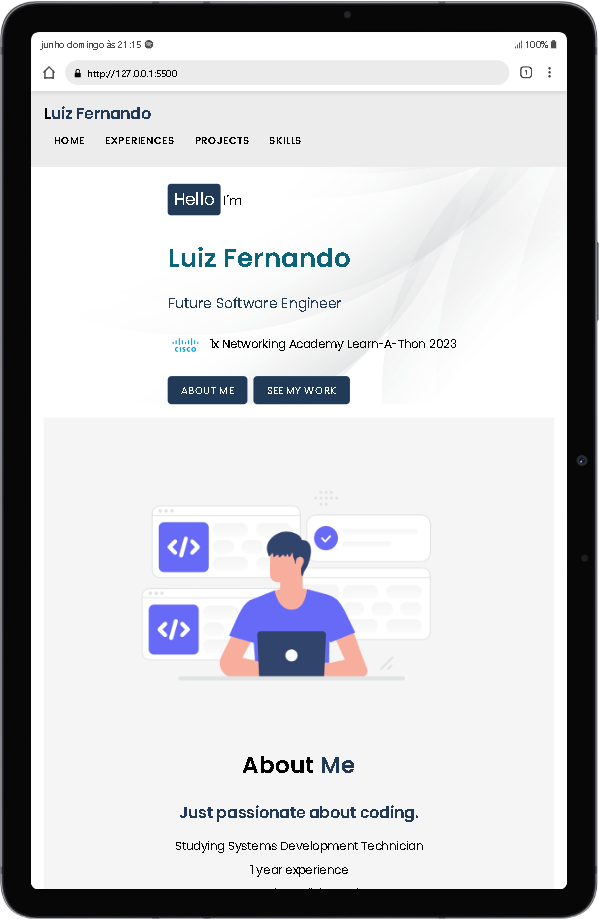 junho domingo às 21:15 100%
http://127.0.0.1:5500 1
Luiz Fernando
HOME EXPERIENCES PROJECTS SKILLS
Hello I'm
Luiz Fernando
Future Software Engineer
CISCO 1x Networking Academy Learn-A-Thon 2023
ABOUT ME SEE MY WORK
</>
</>
About Me
Just passionate about coding.
Studying Systems Development Technician
1 year experience